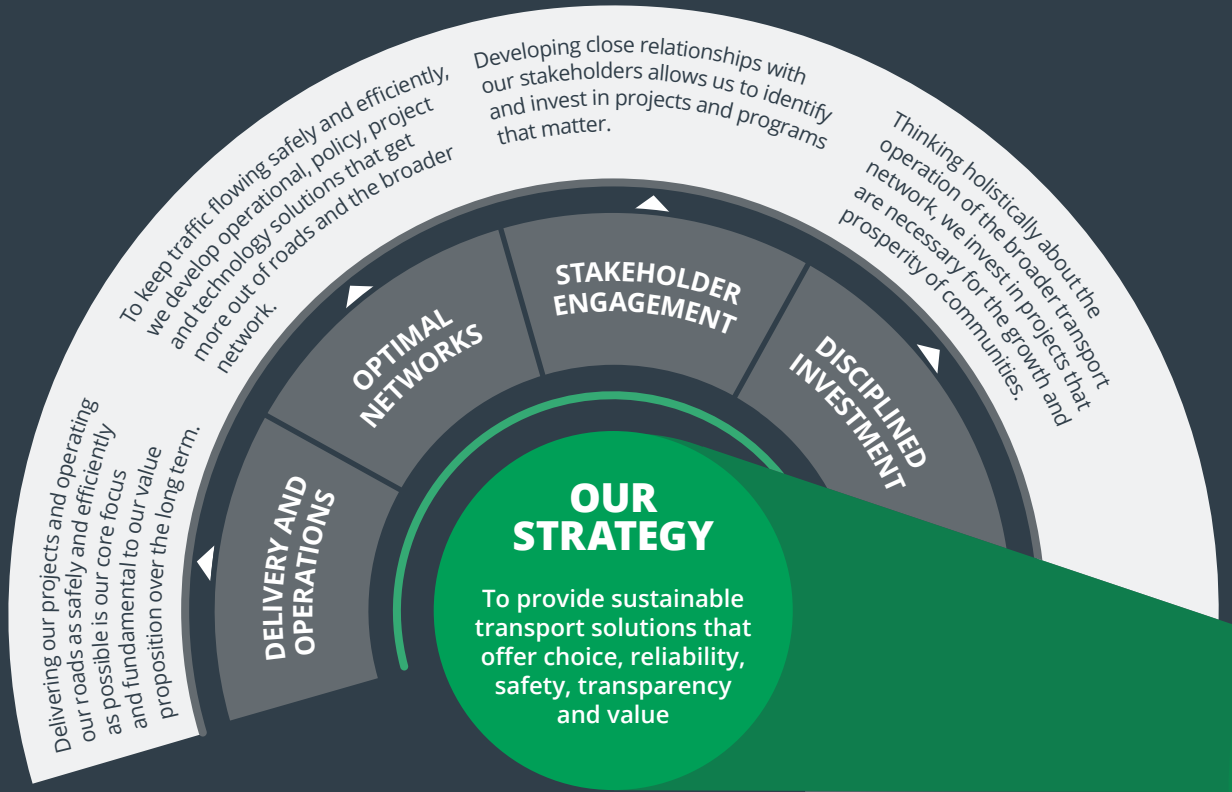 Delivering our projects and operating
our roads as safely and efficiently
as possible is our core focus
and fundamental to our value
proposition over the long term.
DELIVERY AND
OPERATIONS
To keep traffic flowing safely and efficiently,
we develop operational, policy, project
and technology solutions that get
more out of roads and the broader
network.
OPTIMAL
NETWORKS
Developing close relationships with
our stakeholders allows us to identify
and invest in projects and programs
that matter.
STAKEHOLDER
ENGAGEMENT
Thinking holistically about the
operation of the broader transport
network, we invest in projects that
are necessary for the growth and
prosperity of communities.
DISCIPLINED
INVESTMENT
OUR
STRATEGY
To provide sustainable
transport solutions that
offer choice, reliability,
safety, transparency
and value